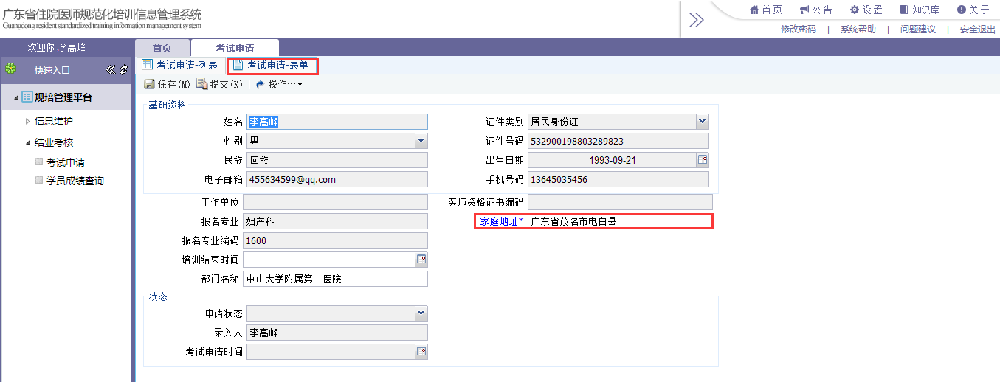 广东省住院医师规范化培训信息管理系统
Guangdong resident standardized training information management system
首页 公告 设置 知识库 关于
修改密码 | 系统帮助 | 问题建议 | 安全退出
欢迎你 ,李高峰
首页 考试申请
快速入口
考试申请-列表 考试申请-表单
保存(M) 提交(K) 操作…
规培管理平台
信息维护
结业考核
考试申请
学员成绩查询
基础资料
姓名 李高峰 证件类别 居民身份证
性别 男 证件号码 532900198803289823
民族 回族 出生日期 1993-09-21
电子邮箱 455634599@qq.com 手机号码 13645035456
工作单位 医师资格证书编码
报名专业 妇产科 家庭地址* 广东省茂名市电白县
报名专业编码 1600
培训结束时间
部门名称 中山大学附属第一医院
状态
申请状态
录入人 李高峰
考试申请时间